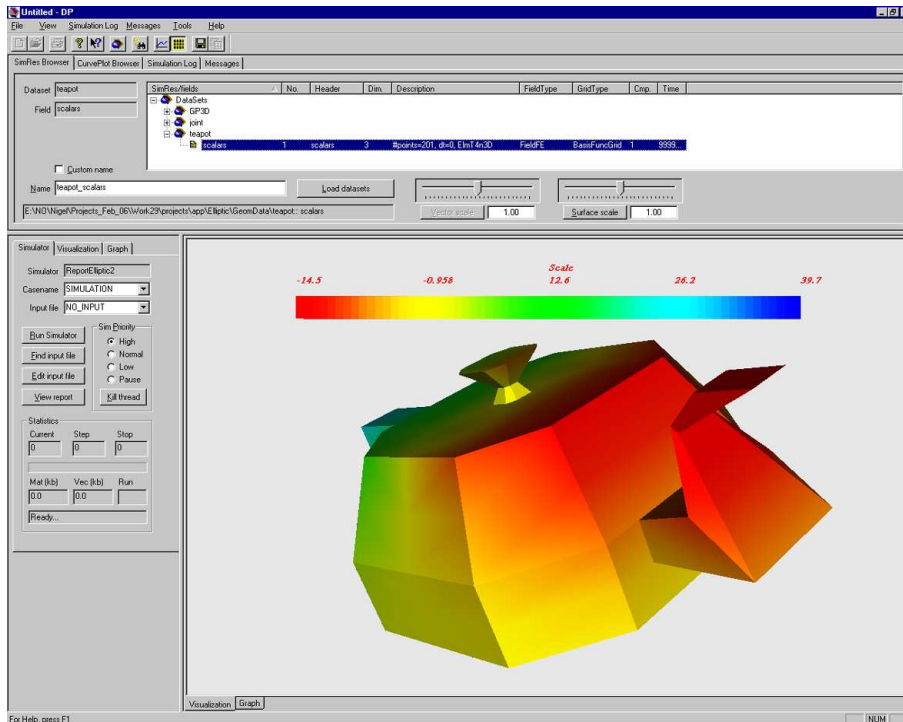 Untitled - DP
File View Simulation Log Messages Tools Help
SimRes Browser CurvePlot Browser Simulation Log Messages
Dataset teapot
Field scalars
SimRes/fields No. Header Dim. Description FieldType GridType Cmp. Time
DataSets
GP3D
joint
teapot
scalars 1 scalars 3 #points=201, dt=0, ElmT4n3D FieldFE BasisFuncGrid 1 9999...
Custom name
Name teapot_scalars Load datasets
E:\NO\Nigel\Projects_Feb_06\Work29\projects\app\Elliptic\GeomData\teapot:: scalars Vector scale 1.00 Surface scale 1.00
Simulator Visualization Graph
Simulator ReportElliptic2
Casename SIMULATION
Input file NO_INPUT
Run Simulator
Find input file
Edit input file
View report
Sim Priority
High
Normal
Low
Pause
Kill thread
Statistics
Current Step Stop
0 0 0
Mat (kb) Vec (kb) Run
0.0 0.0
Ready...
Scale
-14.5 -0.958 12.6 26.2 39.7
Visualization Graph
For Help, press F1 NUM